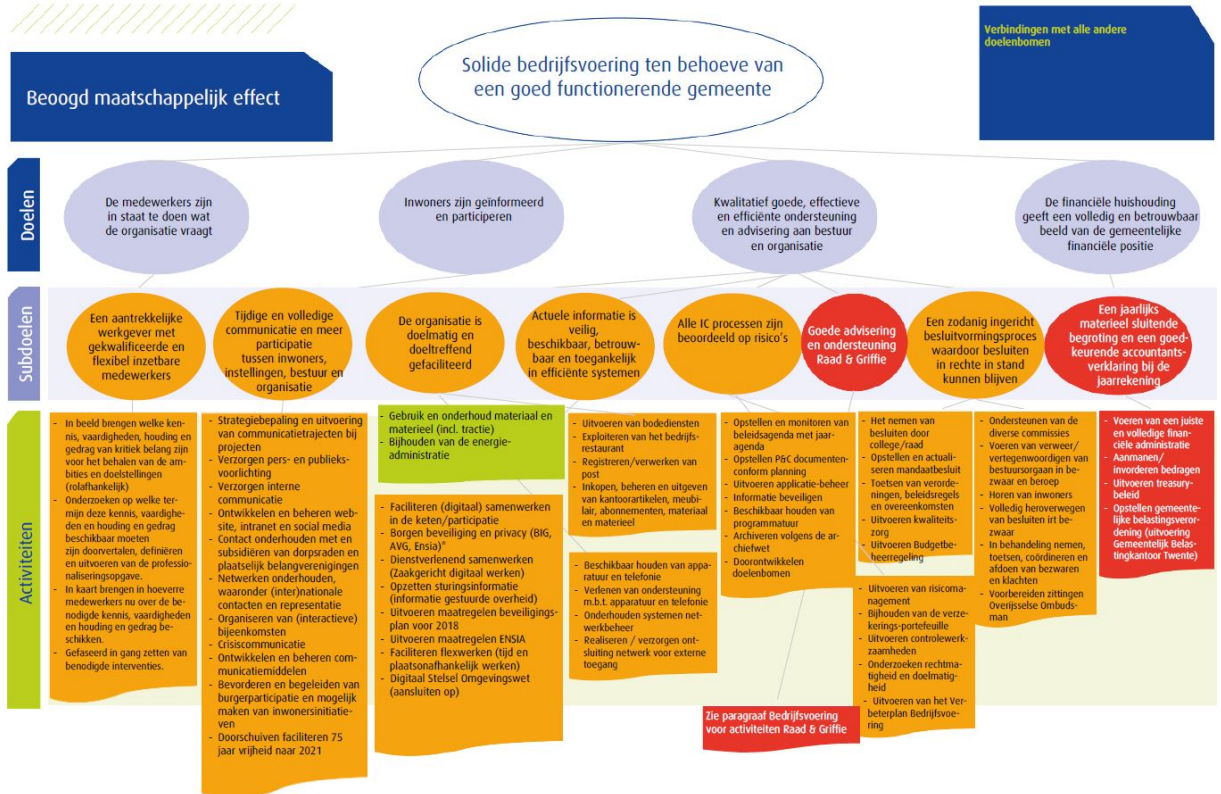 Beoogd maatschappelijk effect
Solide bedrijfsvoering ten behoeve van
een goed functionerende gemeente
Verbindingen met alle andere
doelenbomen
Doelen
De medewerkers zijn
in staat te doen wat
de organisatie vraagt
Inwoners zijn geïnformeerd
en participeren
Kwalitatief goede, effectieve
en efficiënte ondersteuning
en advisering aan bestuur
en organisatie
De financiële huishouding
geeft een volledig en betrouwbaar
beeld van de gemeentelijke
financiële positie
Subdoelen
Een aantrekkelijke
werkgever met
gekwalificeerde en
flexibel inzetbare
medewerkers
Tijdige en volledige
communicatie en meer
participatie
tussen inwoners,
instellingen, bestuur en
organisatie
De organisatie is
doelmatig en
doeltreffend
gefaciliteerd
Actuele informatie is
veilig,
beschikbaar, betrouw-
baar en toegankelijk
in efficiënte systemen
Alle IC processen zijn
beoordeeld op risico's
Goede advisering
en ondersteuning
Raad & Griffie
Een zodanig ingericht
besluitvormingsproces
waardoor besluiten
in rechte in stand
kunnen blijven
Een jaarlijks
materieel sluitende
begroting en een goed-
keurende accountants-
verklaring bij de
jaarrekening
Activiteiten
- In beeld brengen welke ken-
nis, vaardigheden, houding en
gedrag van kritiek belang zijn
voor het behalen van de am-
bities en doelstellingen
(rolafhankelijk)
- Onderzoeken op welke ter-
mijn deze kennis, vaardighe-
den en houding en gedrag
beschikbaar moeten
zijn doorvertalen, definiëren
en uitvoeren van de professio-
naliseringsopgave.
- In kaart brengen in hoeverre
medewerkers nu over de be-
nodigde kennis, vaardigheden
en houding en gedrag be-
schikken.
- Gefaseerd in gang zetten van
benodigde interventies.
- Strategiebepaling en uitvoering
van communicatietrajecten bij
projecten
- Verzorgen pers- en publieks-
voorlichting
- Verzorgen interne
communicatie
- Ontwikkelen en beheren web-
site, intranet en social media
- Contact onderhouden met en
subsidiëren van dorpsraden en
plaatselijk belangverenigingen
- Netwerken onderhouden,
waaronder (inter)nationale
contacten en representatie
- Organiseren van (interactieve)
bijeenkomsten
- Crisiscommunicatie
- Ontwikkelen en beheren com-
municatiemiddelen
- Bevorderen en begeleiden van
burgerparticipatie en mogelijk
maken van inwonersinitiatie-
ven
- Doorschuiven faciliteren 75
jaar vrijheid naar 2021
- Gebruik en onderhoud materiaal en
materieel (incl. tractie)
- Bijhouden van de energie-
administratie
- Faciliteren (digitaal) samenwerken
in de keten/participatie
- Borgen beveiliging en privacy (BIG,
AVG, Ensia)*
- Dienstverlenend samenwerken
(Zaakgericht digitaal werken)
- Opzetten sturingsinformatie
(informatie gestuurde overheid)
- Uitvoeren maatregelen beveiligings-
plan voor 2018
- Uitvoeren maatregelen ENSIA
- Faciliteren flexwerken (tijd en
plaatsonafhankelijk werken)
- Digitaal Stelsel Omgevingswet
(aansluiten op)
- Uitvoeren van bodediensten
- Exploiteren van het bedrijfs-
restaurant
- Registreren/verwerken van
post
- Inkopen, beheren en uitgeven
van kantoorartikelen, meubi-
lair, abonnementen, materiaal
en materieel
- Beschikbaar houden van appa-
ratuur en telefonie
- Verlenen van ondersteuning
m.b.t. apparatuur en telefonie
- Onderhouden systemen net-
werkbeheer
- Realiseren / verzorgen ont-
sluiting netwerk voor externe
toegang
- Opstellen en monitoren van
beleidsagenda met jaar-
agenda
- Opstellen P&C documenten-
conform planning
- Uitvoeren applicatie-beheer
- Informatie beveiligen
- Beschikbaar houden van
programmatuur
- Archiveren volgens de ar-
chiefwet
- Doorontwikkelen
doelenbomen
Zie paragraaf Bedrijfsvoering
voor activiteiten Raad & Griffie
- Het nemen van
besluiten door
college/raad
- Opstellen en actuali-
seren mandaatbesluit
- Toetsen van verorde-
ningen, beleidsregels
en overeenkomsten
- Uitvoeren kwaliteits-
zorg
- Uitvoeren Budgetbe-
heerregeling
- Uitvoeren van risicoma-
nagement
- Bijhouden van de verze-
kerings-portefeuille
- Uitvoeren controlewerk-
zaamheden
- Onderzoeken rechtma-
tigheid en doelmatig-
heid
- Uitvoeren van het Ver-
beterplan Bedrijfsvoe-
ring
- Ondersteunen van de
diverse commissies
- Voeren van verweer/
vertegenwoordigen van
bestuursorgaan in be-
zwaar en beroep
- Horen van inwoners
- Volledig heroverwegen
van besluiten irt be-
zwaar
- In behandeling nemen,
toetsen, coördineren en
afdoen van bezwaren
en klachten
- Voorbereiden zittingen
Overijsselse Ombuds-
man
- Voeren van een juiste
en volledige finan-
ciële administratie
- Aanmanen/
invorderen bedragen
- Uitvoeren treasury-
beleid
- Opstellen gemeente-
lijke belastingsveror-
dening (uitvoering
Gemeentelijk Belas-
tingkantoor Twente)